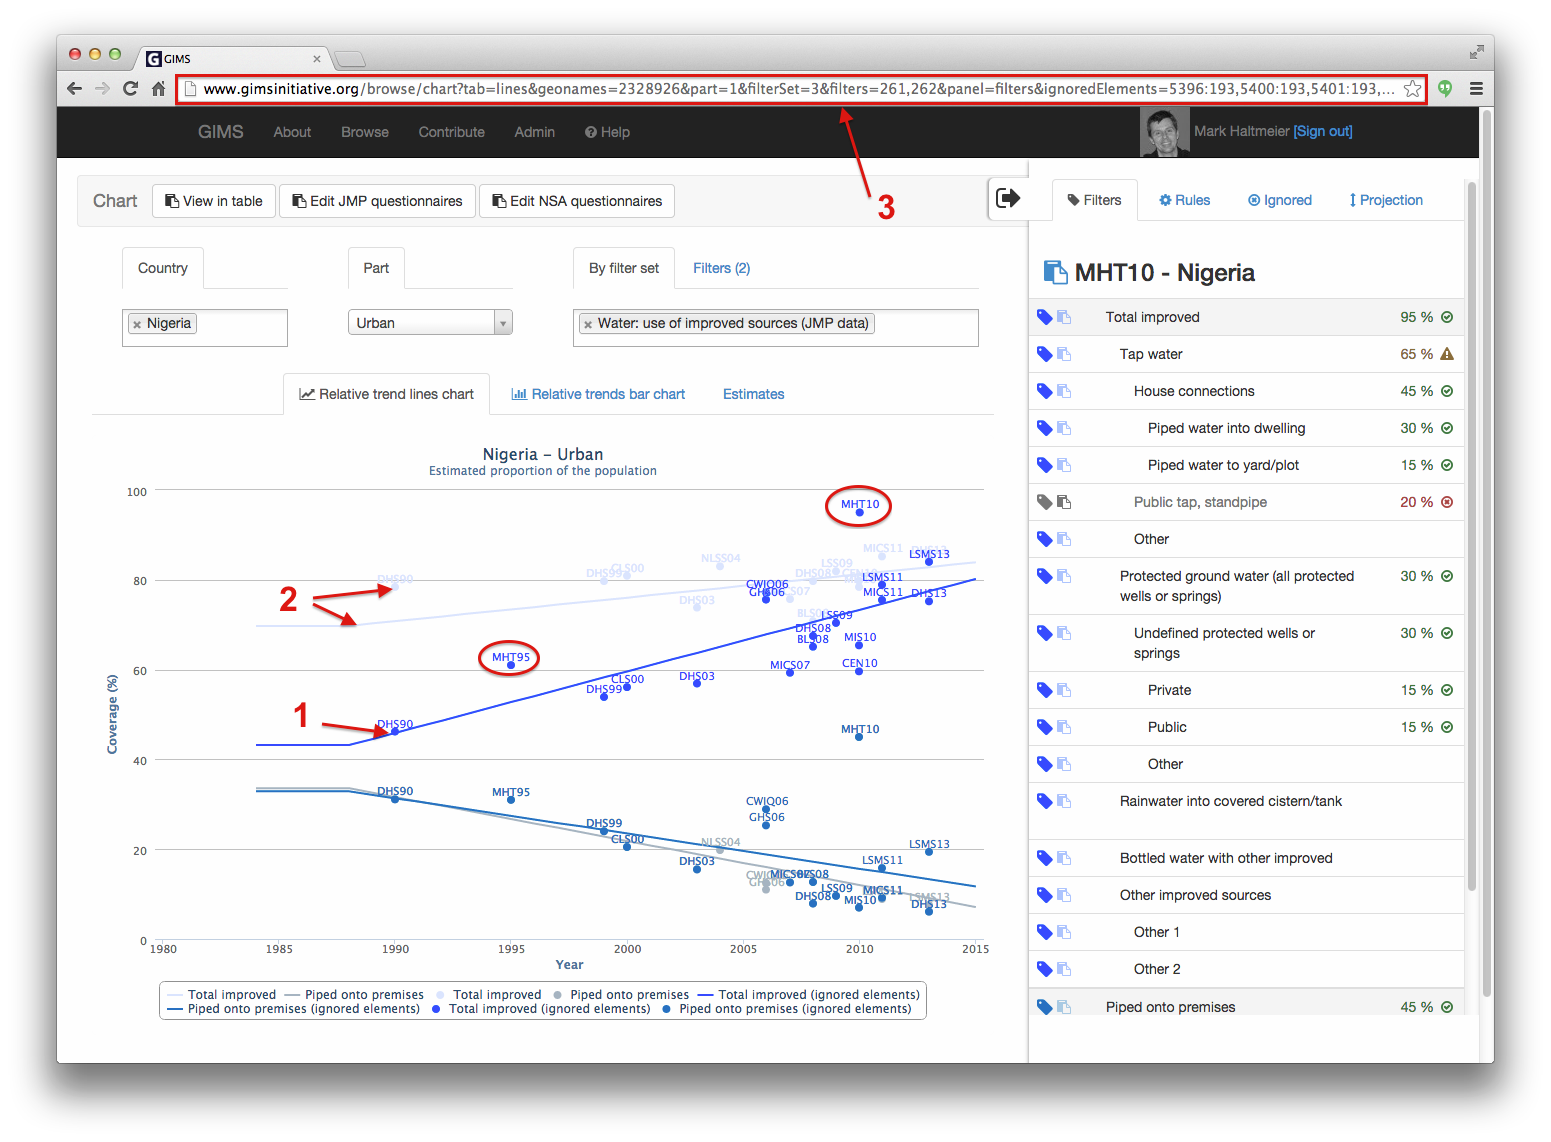 GIMS
www.gimsinitiative.org/browse/chart?tab=lines&geonames=2328926&part=1&filterSet=3&filters=261,262&panel=filters&ignoredElements=5396:193,5400:193,5401:193,...
GIMS About Browse Contribute Admin Help Mark Haltmeier [Sign out]
3
Chart View in table Edit JMP questionnaires Edit NSA questionnaires
Country Part By filter set Filters (2)
Nigeria Urban Water: use of improved sources (JMP data)
Relative trend lines chart Relative trends bar chart Estimates
Nigeria – Urban
Estimated proportion of the population
Coverage (%)
100
80
60
40
20
0
MHT10
MICS11
LSMS13
NLSS04
LSS09
CLS00
DHS99
DHS90
DHS08
CEN10
CWIQ06
GHS06
LSMS11
MICS11
DHS13
DHS03
2
LSS09
DHS08
BLS08
MIS10
MHT95
MICS07
CEN10
DHS03
CLS00
DHS99
1
DHS90
MHT10
DHS90
MHT95
CWIQ06
GHS06
DHS99
CLS00
NLSS04
LSMS13
DHS03
LSMS11
MICS07
GHS06
LSS09
MICS11
DHS08
MIS10
LSMS13
DHS13
1980 1985 1990 1995 2000 2005 2010 2015
Year
Total improved Piped onto premises Total improved Piped onto premises Total improved (ignored elements)
Piped onto premises (ignored elements) Total improved (ignored elements) Piped onto premises (ignored elements)
Filters Rules Ignored Projection
MHT10 - Nigeria
Total improved 95 %
Tap water 65 %
House connections 45 %
Piped water into dwelling 30 %
Piped water to yard/plot 15 %
Public tap, standpipe 20 %
Other
Protected ground water (all protected 30 %
wells or springs)
Undefined protected wells or 30 %
springs
Private 15 %
Public 15 %
Other
Rainwater into covered cistern/tank
Bottled water with other improved
Other improved sources
Other 1
Other 2
Piped onto premises 45 %